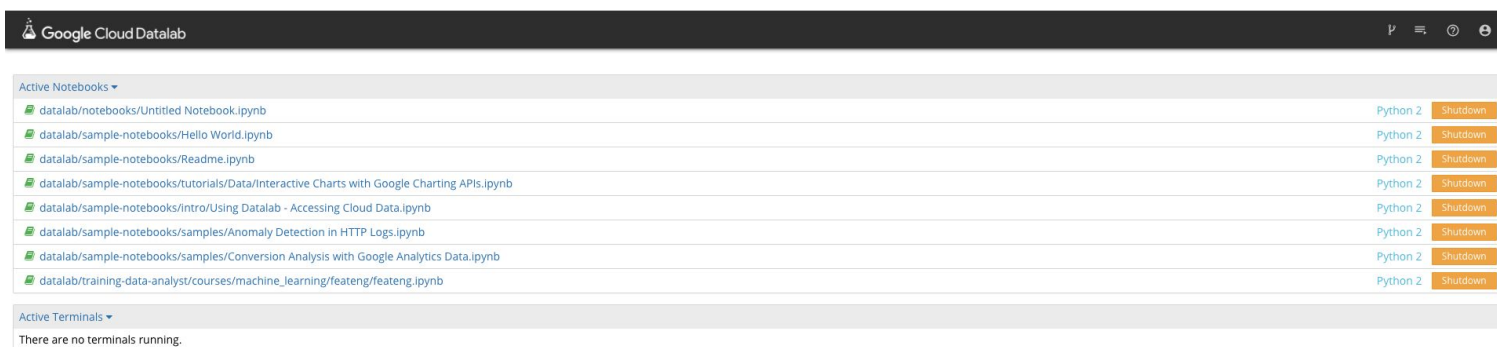 Google Cloud Datalab
Active Notebooks
datalab/notebooks/Untitled Notebook.ipynb Python 2 Shutdown
datalab/sample-notebooks/Hello World.ipynb Python 2 Shutdown
datalab/sample-notebooks/Readme.ipynb Python 2 Shutdown
datalab/sample-notebooks/tutorials/Data/Interactive Charts with Google Charting APIs.ipynb Python 2 Shutdown
datalab/sample-notebooks/intro/Using Datalab - Accessing Cloud Data.ipynb Python 2 Shutdown
datalab/sample-notebooks/samples/Anomaly Detection in HTTP Logs.ipynb Python 2 Shutdown
datalab/sample-notebooks/samples/Conversion Analysis with Google Analytics Data.ipynb Python 2 Shutdown
datalab/training-data-analyst/courses/machine_learning/feateng/feateng.ipynb Python 2 Shutdown
Active Terminals
There are no terminals running.